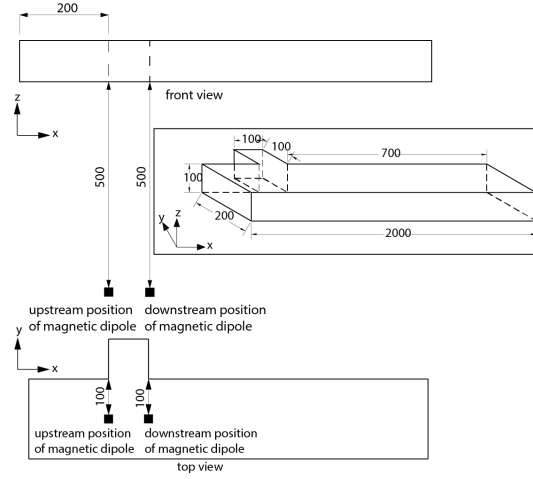 200
front view
z
x
500
500
100
100
700
100
200
2000
y
z
x
upstream position
of magnetic dipole
downstream position
of magnetic dipole
y
x
100
100
upstream position
of magnetic dipole
downstream position
of magnetic dipole
top view